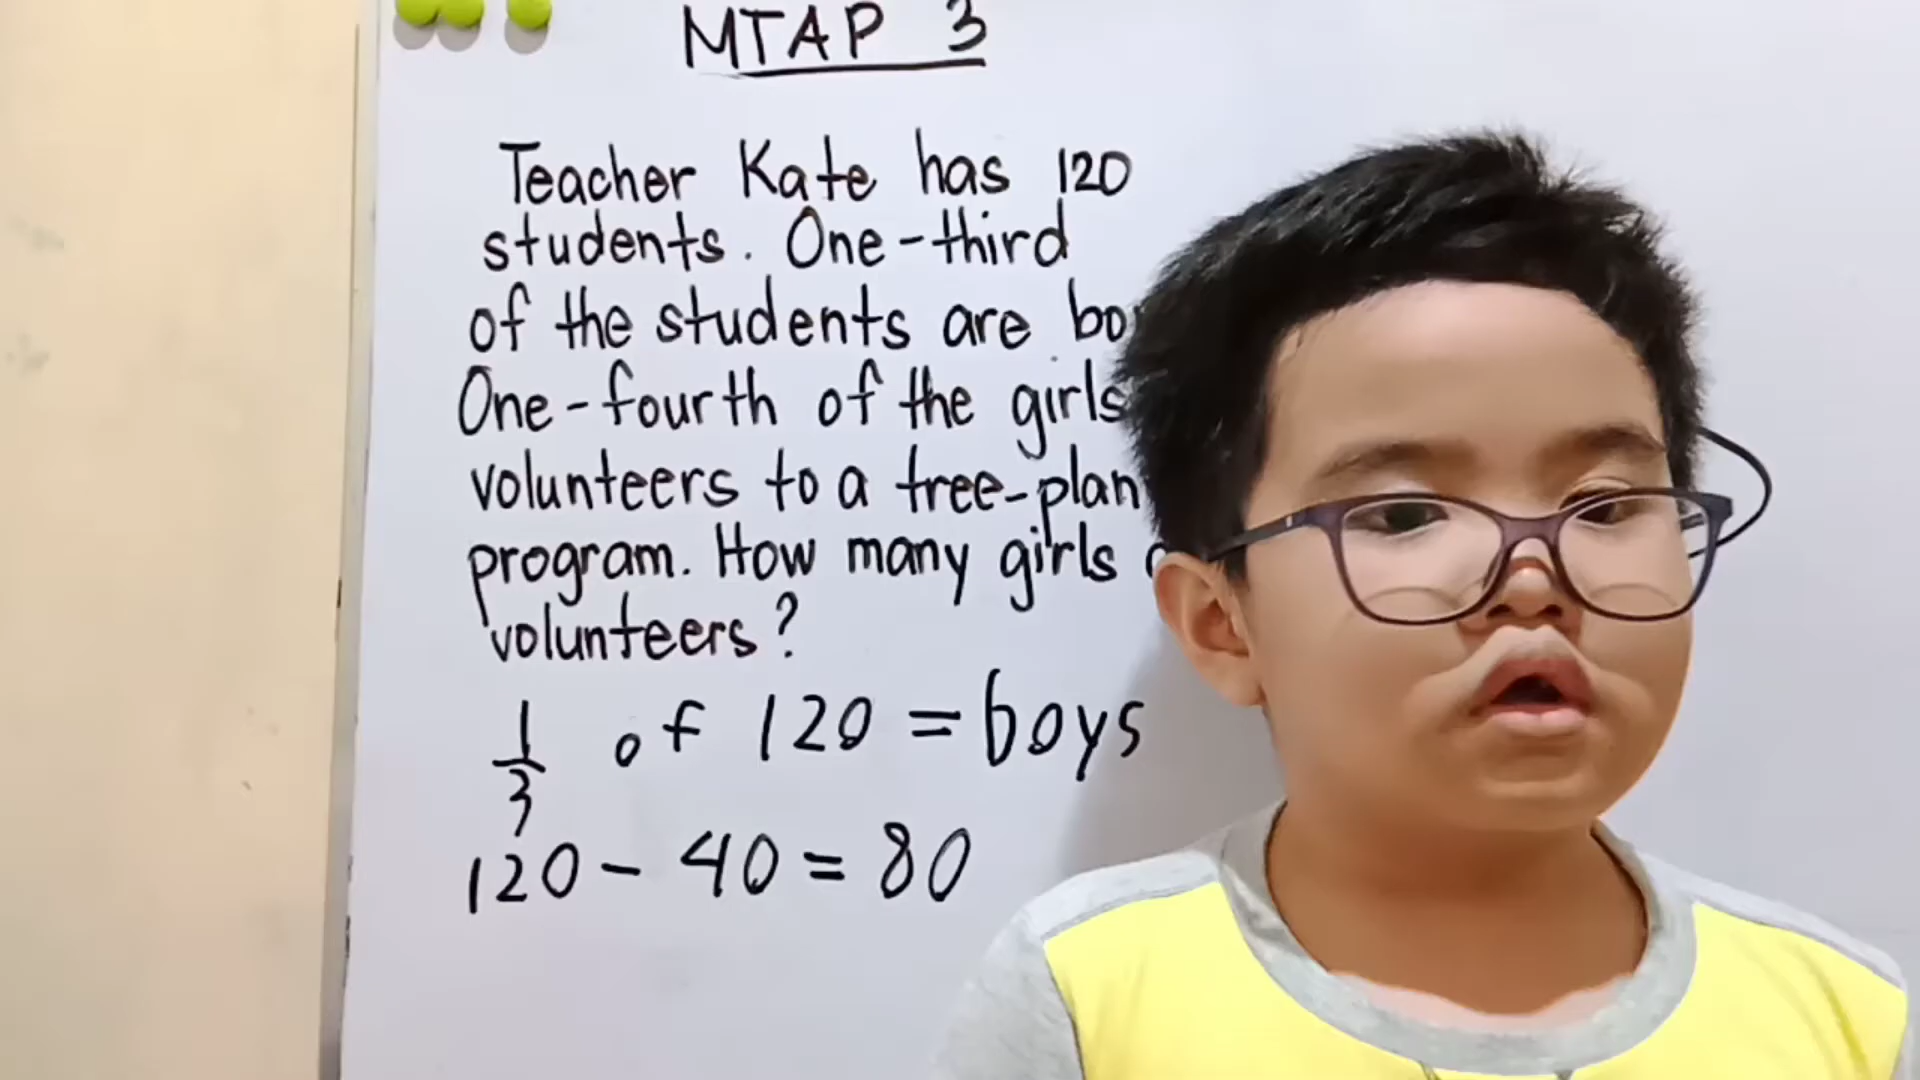 MTAP 3
Teacher Kate has 120
students. One-third
of the students are
One-fourth of the girls
volunteers to a tree-plan
program. How many girls
volunteers?
1/3 of 120 = boys
120 - 40 = 80